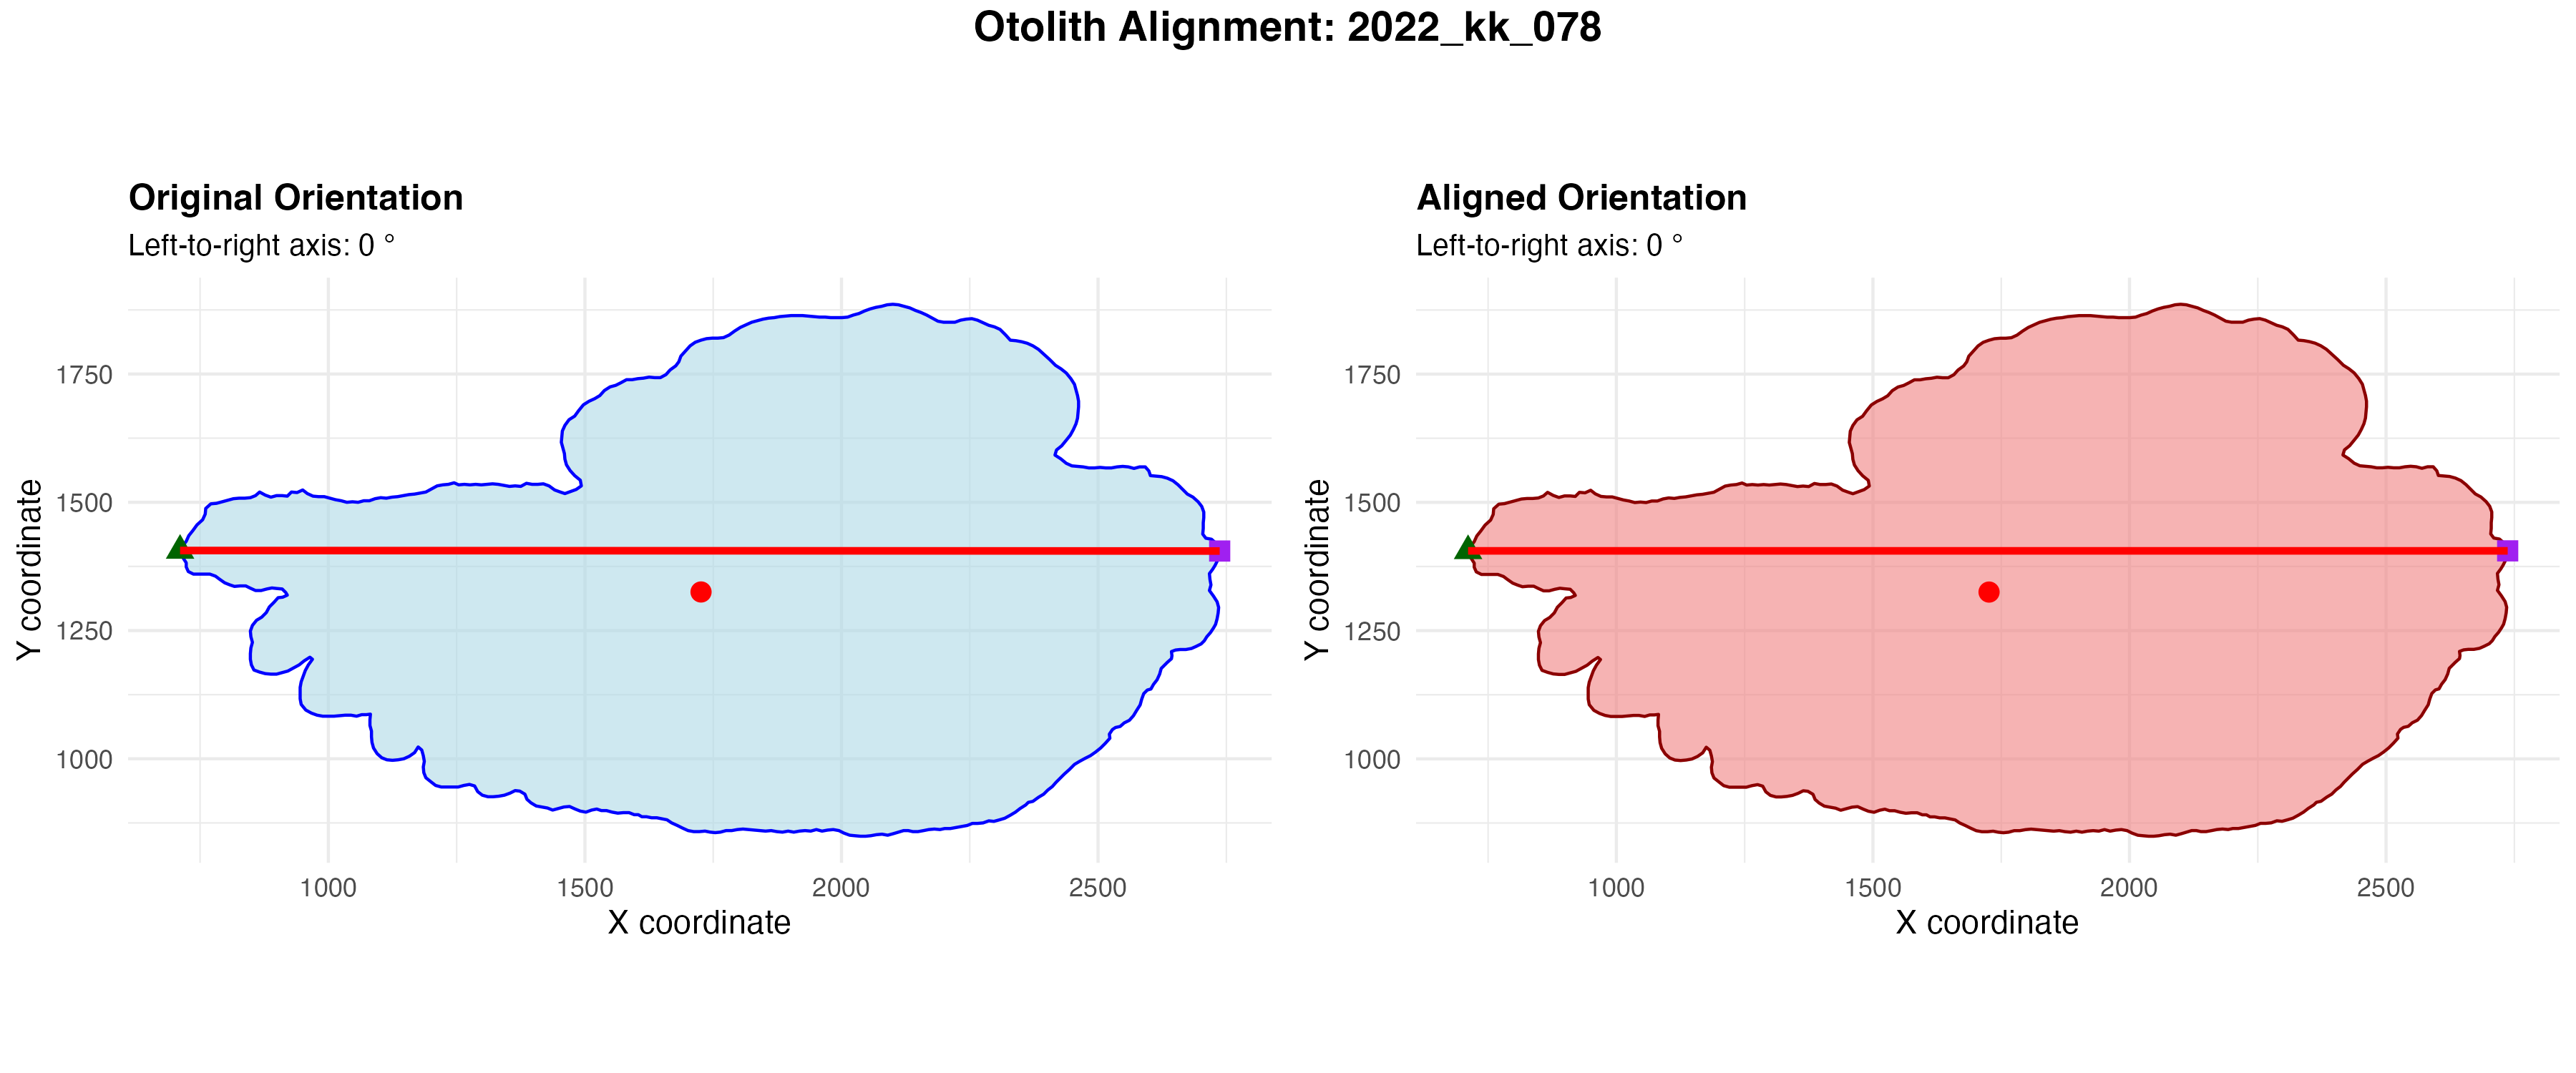 Otolith Alignment: 2022_kk_078
Original Orientation
Left-to-right axis: 0 °
1750
1500
1250
1000
Y coordinate
1000 1500 2000 2500
X coordinate
Aligned Orientation
Left-to-right axis: 0 °
1750
1500
1250
1000
Y coordinate
1000 1500 2000 2500
X coordinate